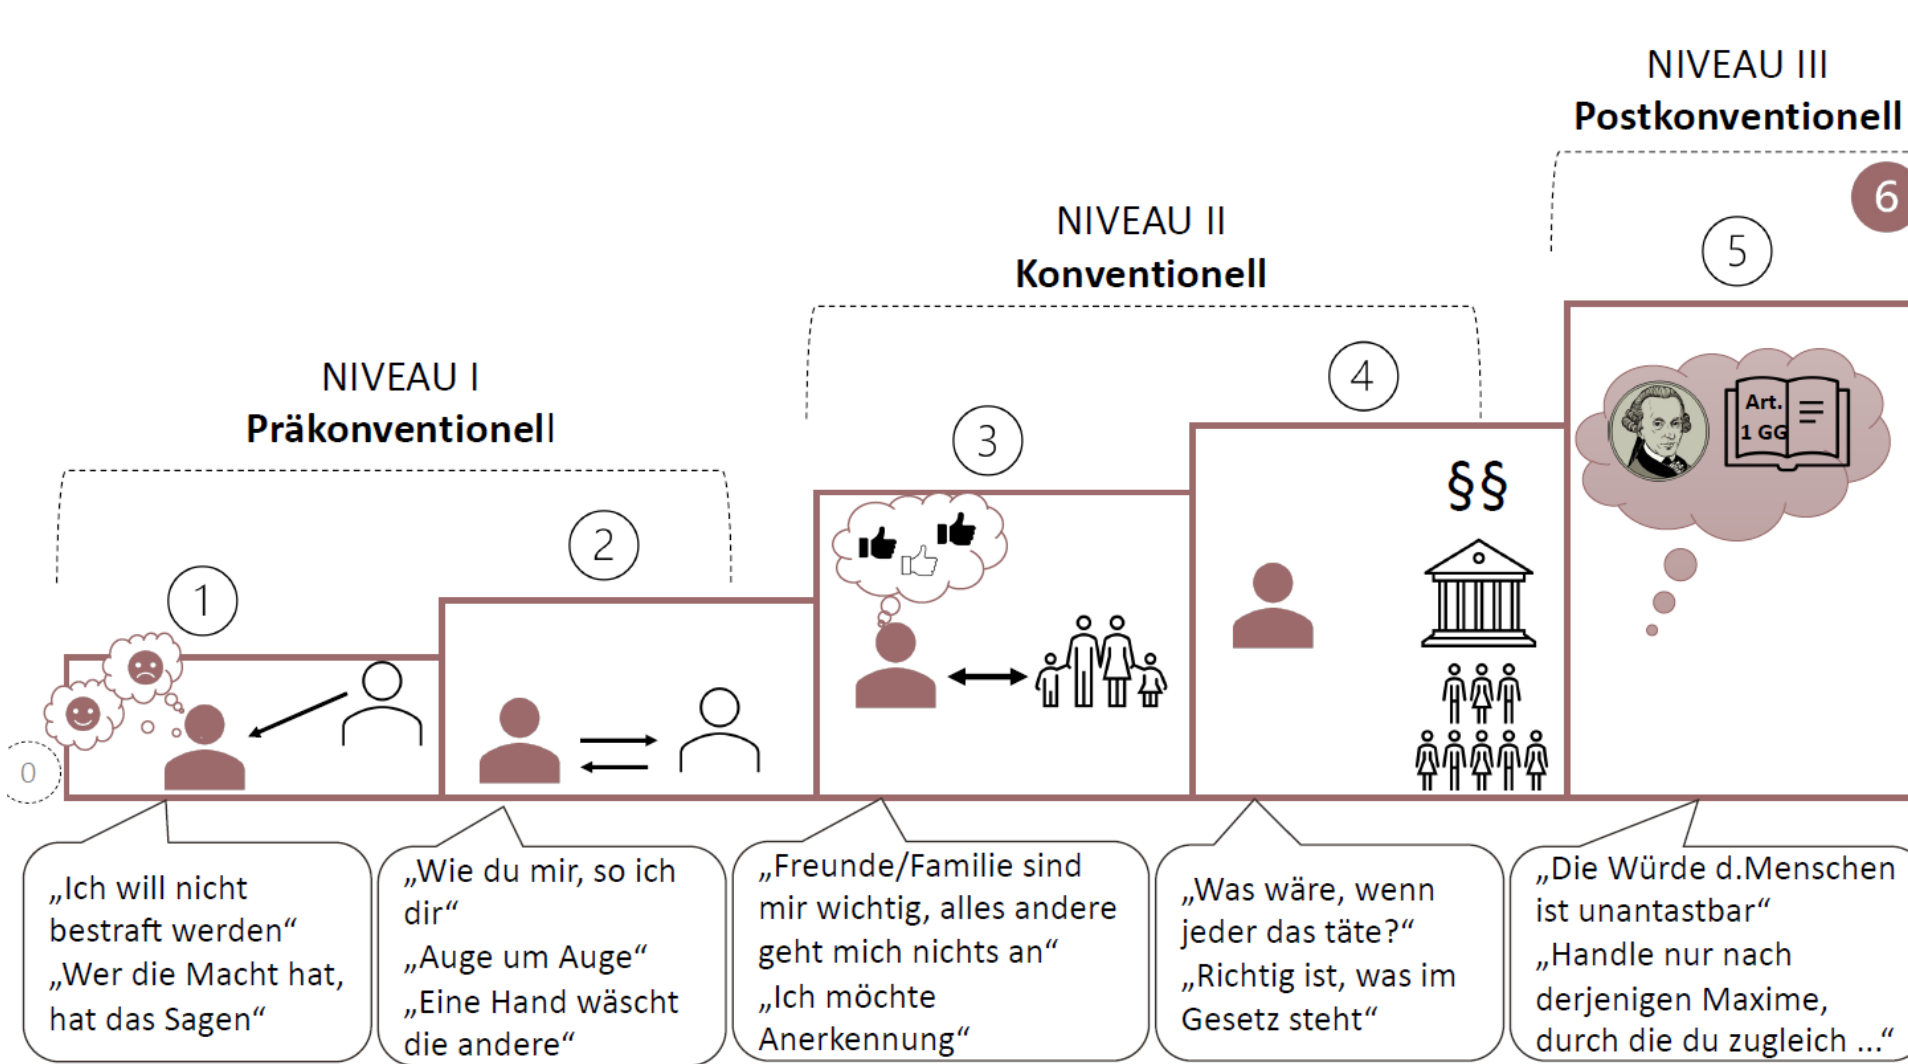 NIVEAU III
Postkonventionell
6
NIVEAU II
Konventionell
5
NIVEAU I
Präkonventionell
4
3
2
1
0
§§
Art.
1 GG
„Ich will nicht
bestraft werden“
„Wer die Macht hat,
hat das Sagen“
„Wie du mir, so ich
dir“
„Auge um Auge“
„Eine Hand wäscht
die andere“
„Freunde/Familie sind
mir wichtig, alles andere
geht mich nichts an“
„Ich möchte
Anerkennung“
„Was wäre, wenn
jeder das täte?“
„Richtig ist, was im
Gesetz steht“
„Die Würde d.Menschen
ist unantastbar“
„Handle nur nach
derjenigen Maxime,
durch die du zugleich ...“